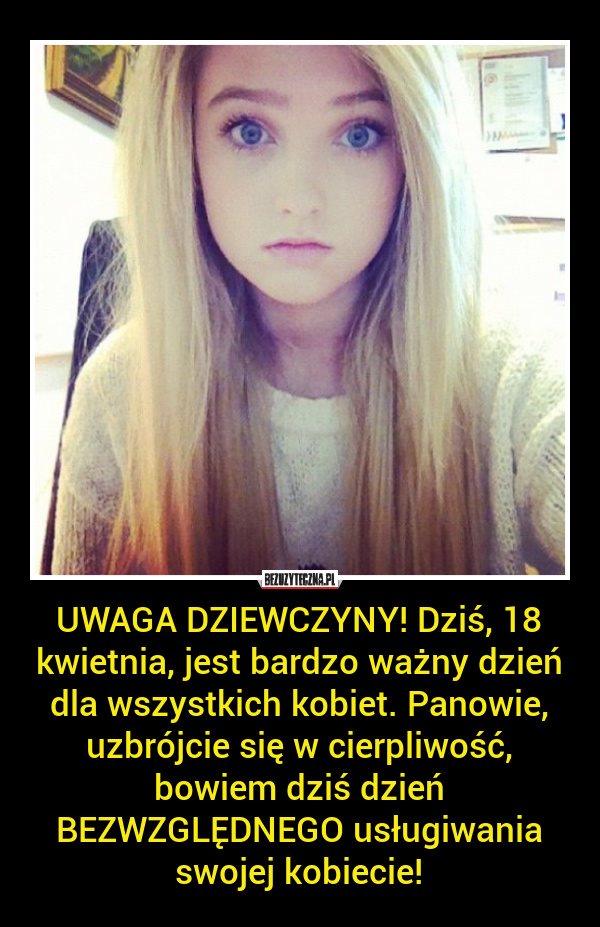 BEZUZYTECZNA.PL
UWAGA DZIEWCZYNY! Dziś, 18
kwietnia, jest bardzo ważny dzień
dla wszystkich kobiet. Panowie,
uzbrójcie się w cierpliwość,
bowiem dziś dzień
BEZWZGLĘDNEGO usługiwania
swojej kobiecie!